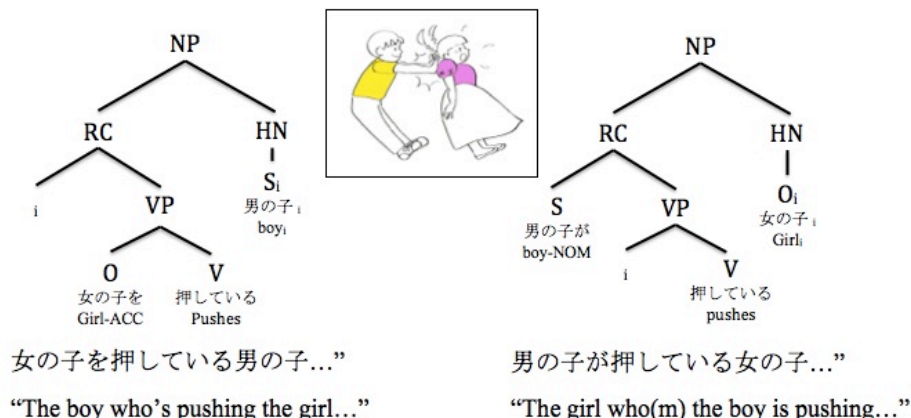 NP
RC
HN
i
VP
Sᵢ
男の子 ᵢ
boyᵢ
O
V
女の子を
押している
Girl-ACC
Pushes
女の子を押している男の子…”
“The boy who’s pushing the girl…”
NP
RC
HN
S
VP
Oᵢ
男の子が
女の子 ᵢ
boy-NOM
Girlᵢ
i
V
押している
pushes
男の子が押している女の子…”
“The girl who(m) the boy is pushing…”